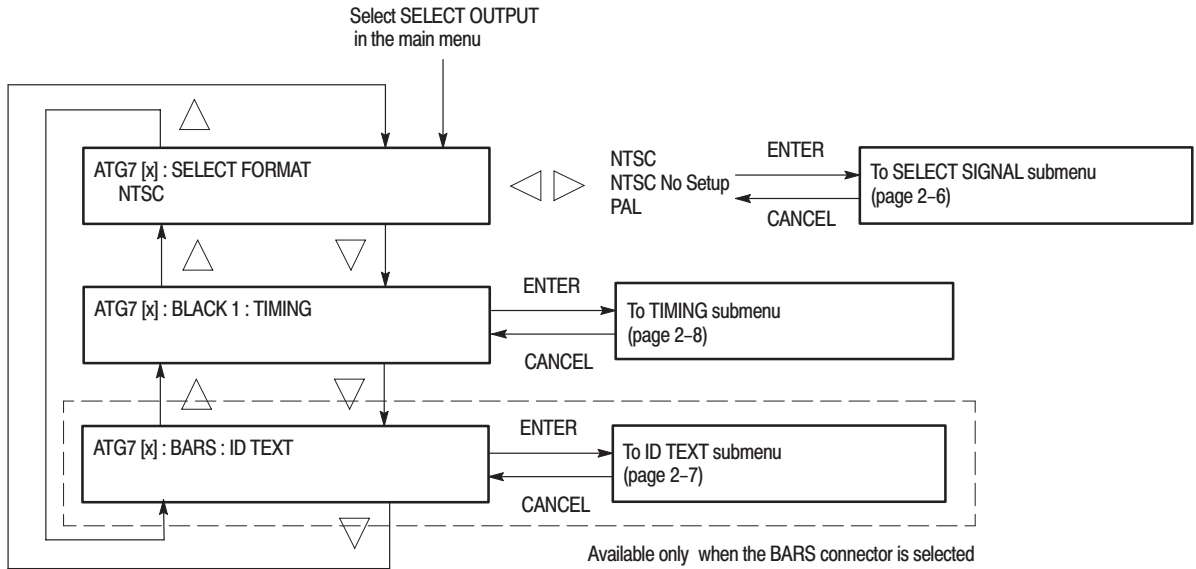 Select SELECT OUTPUT
in the main menu
ATG7 [x] : SELECT FORMAT
NTSC
NTSC
NTSC No Setup
PAL
ENTER
CANCEL
To SELECT SIGNAL submenu
(page 2–6)
ATG7 [x] : BLACK 1 : TIMING
ENTER
CANCEL
To TIMING submenu
(page 2–8)
ATG7 [x] : BARS : ID TEXT
ENTER
CANCEL
To ID TEXT submenu
(page 2–7)
Available only when the BARS connector is selected